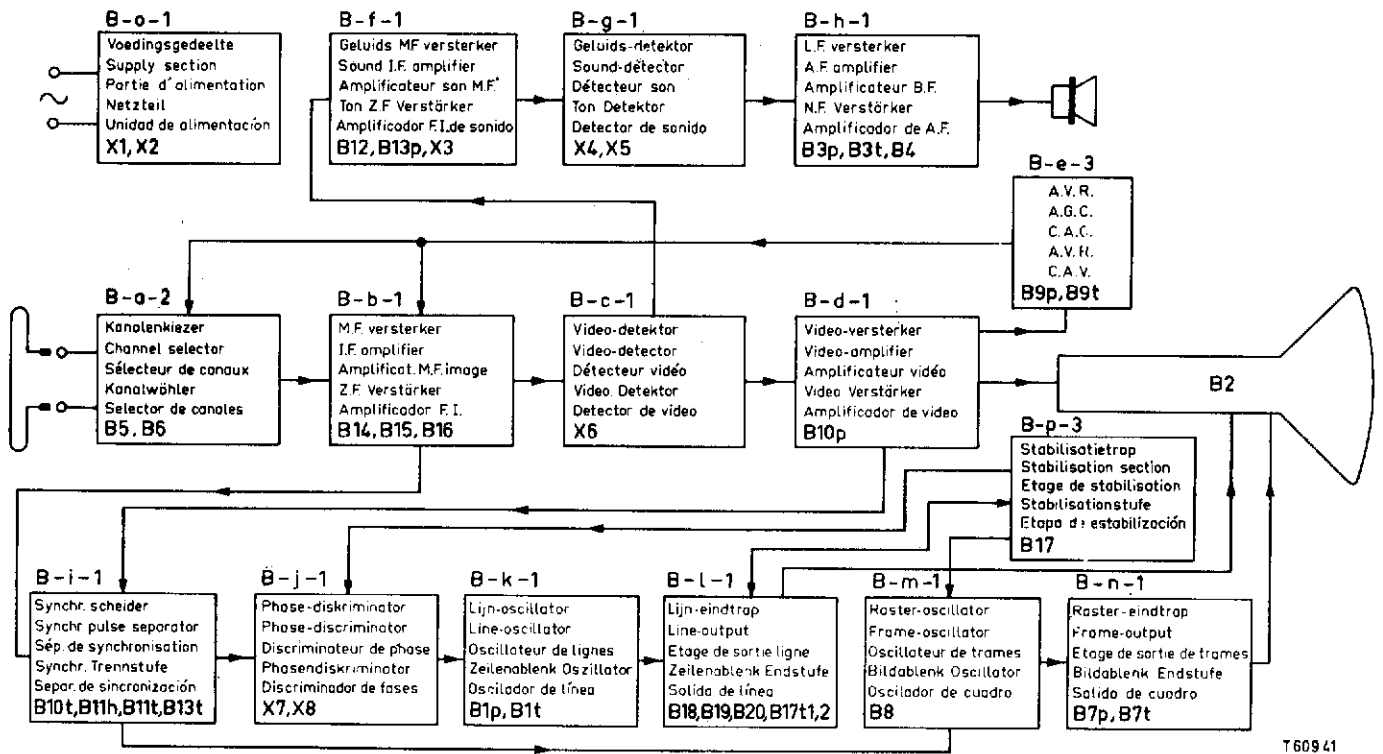 B-o-1
Voedingsgedeelte
Supply section
Partie d'alimentation
Netzteil
Unidad de alimentación
X1, X2
B-f-1
Geluids MF versterker
Sound I.F. amplifier
Amplificateur son M.F.
Ton Z.F Verstärker
Amplificador F.I. de sonido
B12, B13p, X3
B-g-1
Geluids-detektor
Sound-detector
Détecteur son
Ton Detektor
Detector de sonido
X4, X5
B-h-1
L.F. versterker
A.F. amplifier
Amplificateur B.F.
N.F. Verstärker
Amplificador de A.F.
B3p, B3t, B4
B-e-3
A.V.R.
A.G.C.
C.A.G.
A.V.R.
C.A.V.
B9p, B9t
B-a-2
Kanalenkiezer
Channel selector
Sélecteur de canaux
Kanalwähler
Selector de canales
B5, B6
B-b-1
M.F. versterker
I.F. amplifier
Amplificat. M.F. image
Z.F. Verstärker
Amplificador F.I.
B14, B15, B16
B-c-1
Video-detektor
Video-detector
Détecteur vidéo
Video. Detektor
Detector de video
X6
B-d-1
Video-versterker
Video-amplifier
Amplificateur vidéo
Video Verstärker
Amplificador de video
B10p
B2
B-p-3
Stabilisatietrap
Stabilisation section
Etage de stabilisation
Stabilisationstufe
Etapa de estabilización
B17
B-i-1
Synchr. scheider
Synchr pulse separator
Sép. de synchronisation
Synchr. Trennstufe
Separ. de sincronización
B10t, B11h, B11t, B13t
B-j-1
Phase-diskriminator
Phase-discriminator
Discriminateur de phase
Phasendiskriminator
Discriminador de fases
X7, X8
B-k-1
Lijn-oscillator
Line-oscillator
Oscillateur de lignes
Zeilenablenk Oszillator
Oscilador de línea
B1p, B1t
B-l-1
Lijn-eindtrap
Line-output
Etage de sortie ligne
Zeilenablenk Endstufe
Salida de línea
B18, B19, B20, B17t1,2
B-m-1
Raster-oscillator
Frame-oscillator
Oscillateur de trames
Bildablenk Oscillator
Oscilador de cuadro
B8
B-n-1
Raster-eindtrap
Frame-output
Etage de sortie de trames
Bildablenk Endstufe
Salida de cuadro
B7p, B7t
T60941